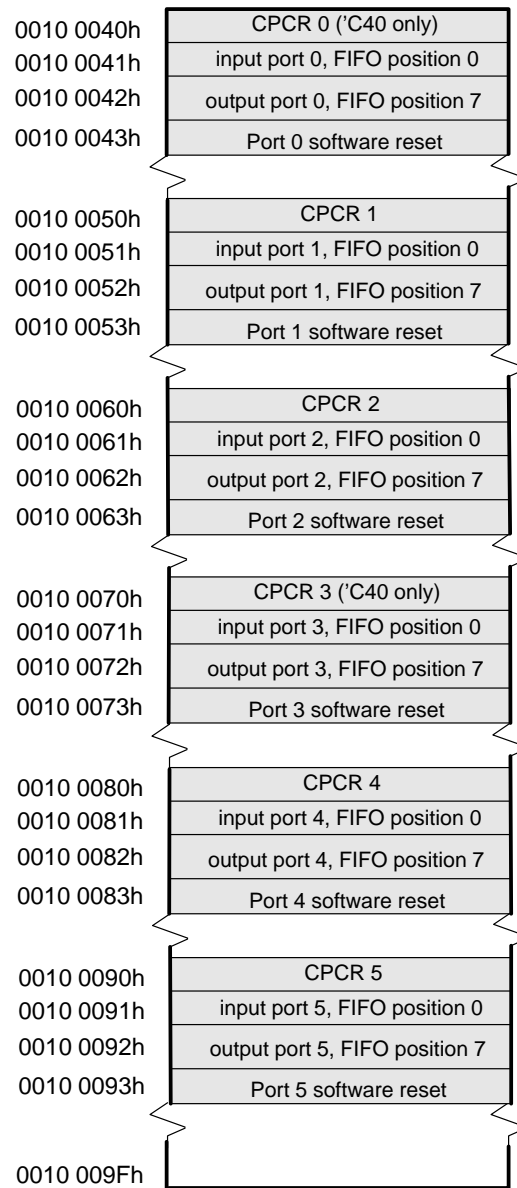 0010 0040h CPCR 0 (’C40 only)
0010 0041h input port 0, FIFO position 0
0010 0042h output port 0, FIFO position 7
0010 0043h Port 0 software reset
0010 0050h CPCR 1
0010 0051h input port 1, FIFO position 0
0010 0052h output port 1, FIFO position 7
0010 0053h Port 1 software reset
0010 0060h CPCR 2
0010 0061h input port 2, FIFO position 0
0010 0062h output port 2, FIFO position 7
0010 0063h Port 2 software reset
0010 0070h CPCR 3 (’C40 only)
0010 0071h input port 3, FIFO position 0
0010 0072h output port 3, FIFO position 7
0010 0073h Port 3 software reset
0010 0080h CPCR 4
0010 0081h input port 4, FIFO position 0
0010 0082h output port 4, FIFO position 7
0010 0083h Port 4 software reset
0010 0090h CPCR 5
0010 0091h input port 5, FIFO position 0
0010 0092h output port 5, FIFO position 7
0010 0093h Port 5 software reset
0010 009Fh